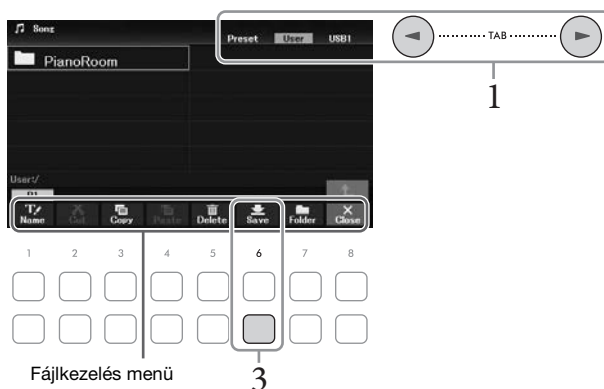 Song
Preset User USB1
TAB
1
PianoRoom
User:/
P1
Name Cut Copy Paste Delete Save Folder Close
1 2 3 4 5 6 7 8
Fájlkezelés menü
3